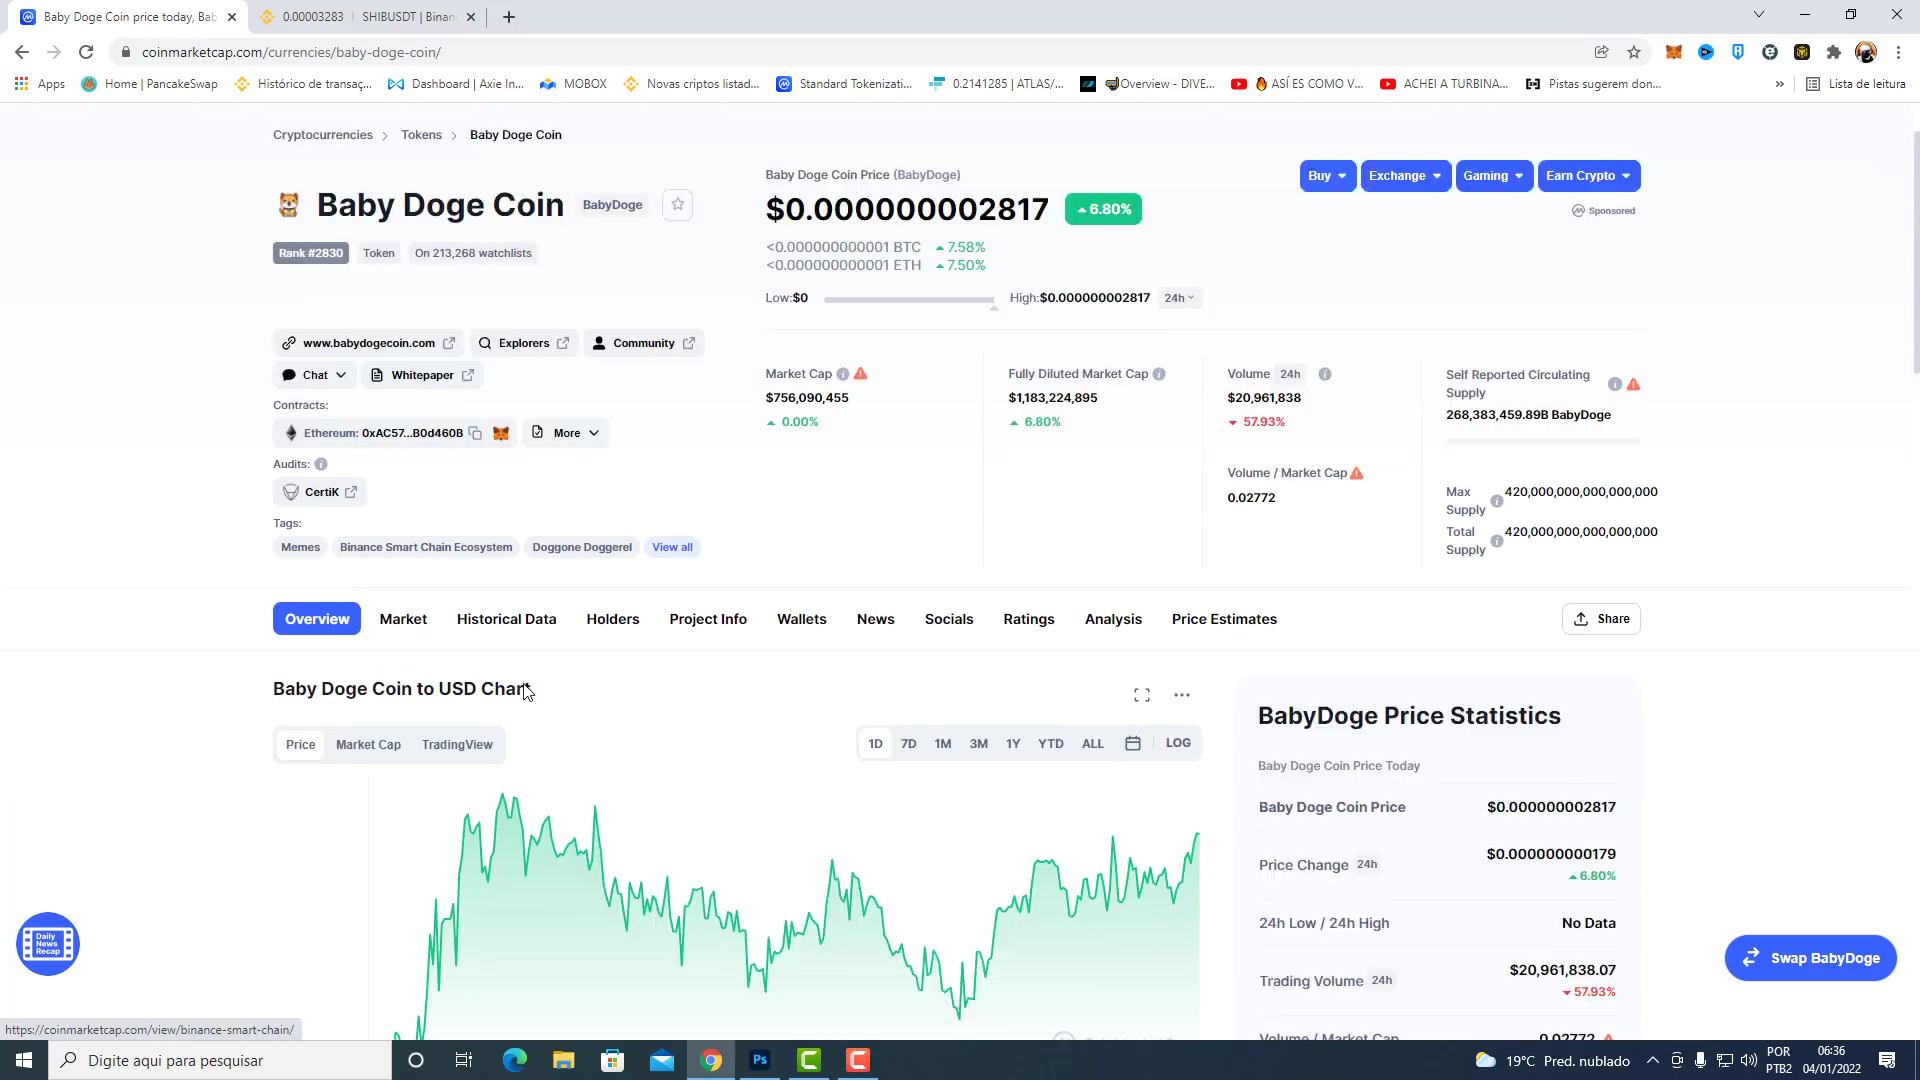 Baby Doge Coin price today, Bab
0.00003283 | SHIBUSDT | Binan
coinmarketcap.com/currencies/baby-doge-coin/
Apps
Home | PancakeSwap
Histórico de transaç...
Dashboard | Axie In...
MOBOX
Novas criptos listad...
Standard Tokenizati...
0.2141285 | ATLAS/...
Overview - DIVE...
ASÍ ES COMO V...
ACHEI A TURBINA...
Pistas sugerem don...
»
Lista de leitura
Cryptocurrencies > Tokens > Baby Doge Coin
Baby Doge Coin BabyDoge
Rank #2830 Token On 213,268 watchlists
www.babydogecoin.com Explorers Community
Chat Whitepaper
Contracts:
Ethereum: 0xAC57...B0d460B More
Audits:
CertiK
Tags:
Memes Binance Smart Chain Ecosystem Doggone Doggerel View all
Baby Doge Coin Price (BabyDoge)
$0.000000002817 6.80%
<0.000000000001 BTC 7.58%
<0.000000000001 ETH 7.50%
Low:$0 High:$0.000000002817 24h
Buy Exchange Gaming Earn Crypto
Sponsored
Market Cap
$756,090,455
0.00%
Fully Diluted Market Cap
$1,183,224,895
6.80%
Volume 24h
$20,961,838
57.93%
Volume / Market Cap
0.02772
Self Reported Circulating
Supply
268,383,459.89B BabyDoge
Max
Supply
420,000,000,000,000,000
Total
Supply
420,000,000,000,000,000
Overview Market Historical Data Holders Project Info Wallets News Socials Ratings Analysis Price Estimates Share
Baby Doge Coin to USD Chart
Price Market Cap TradingView
1D 7D 1M 3M 1Y YTD ALL LOG
BabyDoge Price Statistics
Baby Doge Coin Price Today
Baby Doge Coin Price $0.000000002817
Price Change 24h $0.000000000179
6.80%
24h Low / 24h High No Data
Trading Volume 24h $20,961,838.07
57.93%
Volume / Market Cap 0.02772
Daily
News
Recap
Swap BabyDoge
https://coinmarketcap.com/view/binance-smart-chain/
Digite aqui para pesquisar
Ps
19°C Pred. nublado
POR
PTB2
06:36
04/01/2022